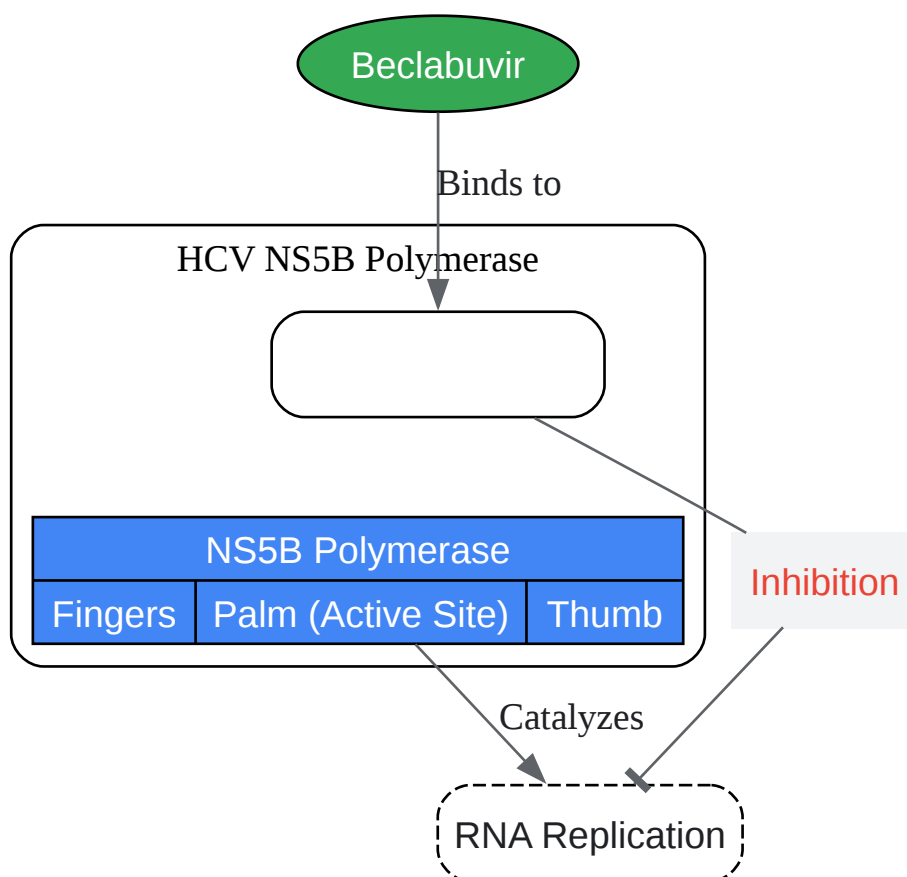 Beclabuvir
Binds to
HCV NS5B Polymerase
NS5B Polymerase
Fingers
Palm (Active Site)
Thumb
Inhibition
Catalyzes
RNA Replication